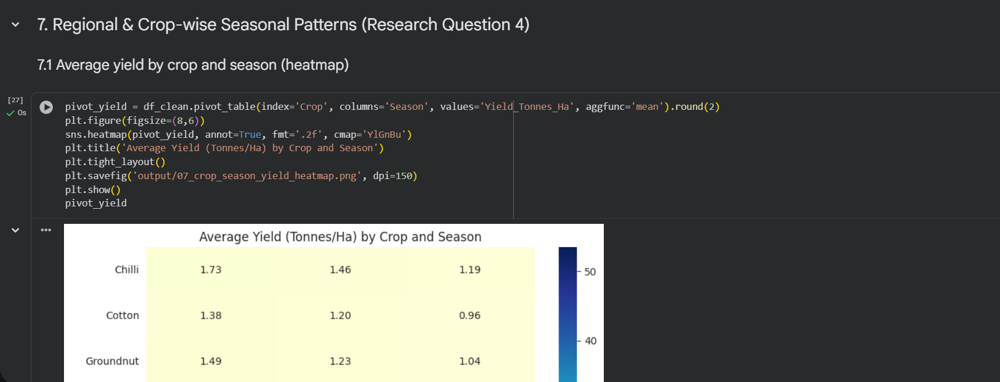 7. Regional & Crop-wise Seasonal Patterns (Research Question 4)
7.1 Average yield by crop and season (heatmap)
[27]
0s
pivot_yield = df_clean.pivot_table(index='Crop', columns='Season', values='Yield_Tonnes_Ha', aggfunc='mean').round(2)
plt.figure(figsize=(8,6))
sns.heatmap(pivot_yield, annot=True, fmt='.2f', cmap='YlGnBu')
plt.title('Average Yield (Tonnes/Ha) by Crop and Season')
plt.tight_layout()
plt.savefig('output/07_crop_season_yield_heatmap.png', dpi=150)
plt.show()
pivot_yield
Average Yield (Tonnes/Ha) by Crop and Season
Chilli 1.73 1.46 1.19
50
Cotton 1.38 1.20 0.96
40
Groundnut 1.49 1.23 1.04